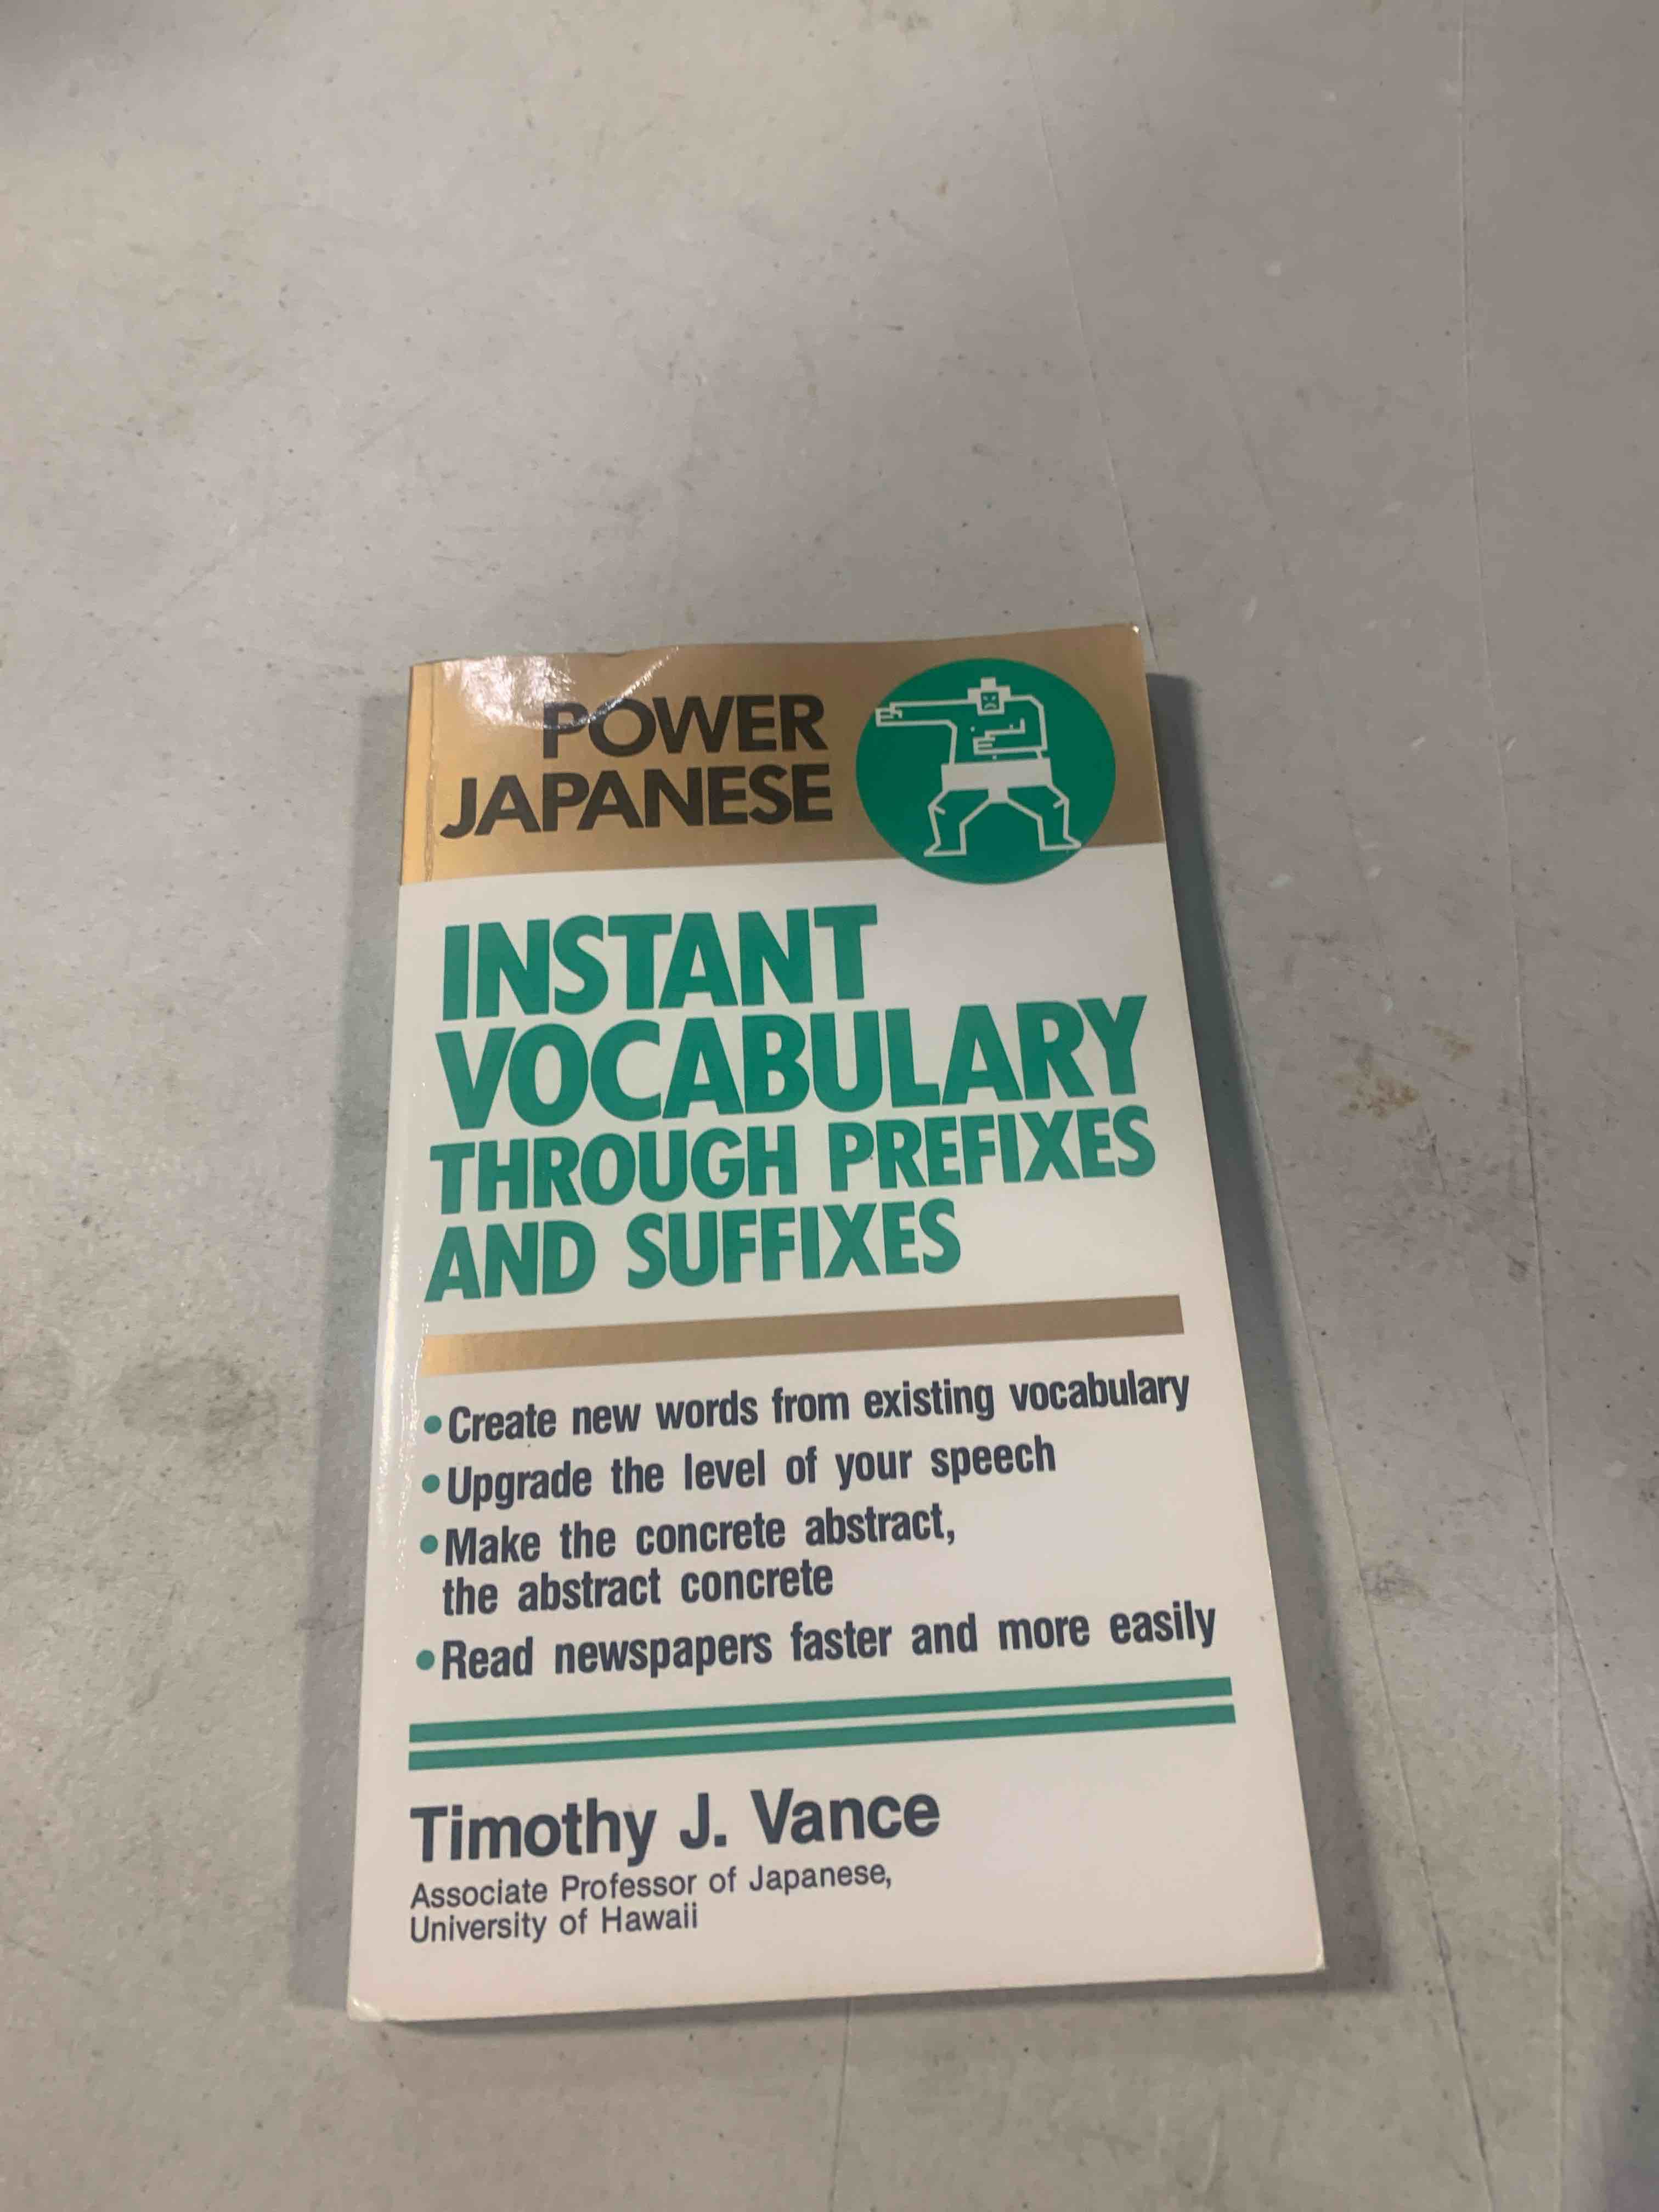 POWER
JAPANESE
INSTANT
VOCABULARY
THROUGH PREFIXES
AND SUFFIXES
• Create new words from existing vocabulary
• Upgrade the level of your speech
• Make the concrete abstract,
the abstract concrete
• Read newspapers faster and more easily
Timothy J. Vance
Associate Professor of Japanese,
University of Hawaii